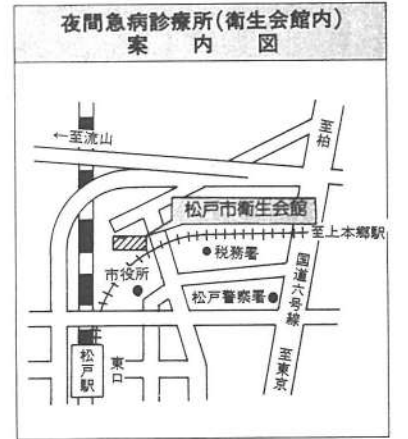 夜間急病診療所(衛生会館内)
案内図
←至流山
至柏
松戸市衛生会館
→至上本郷駅
税務署
市役所
国道六号線
松戸警察署
松戸駅
東口
至東京